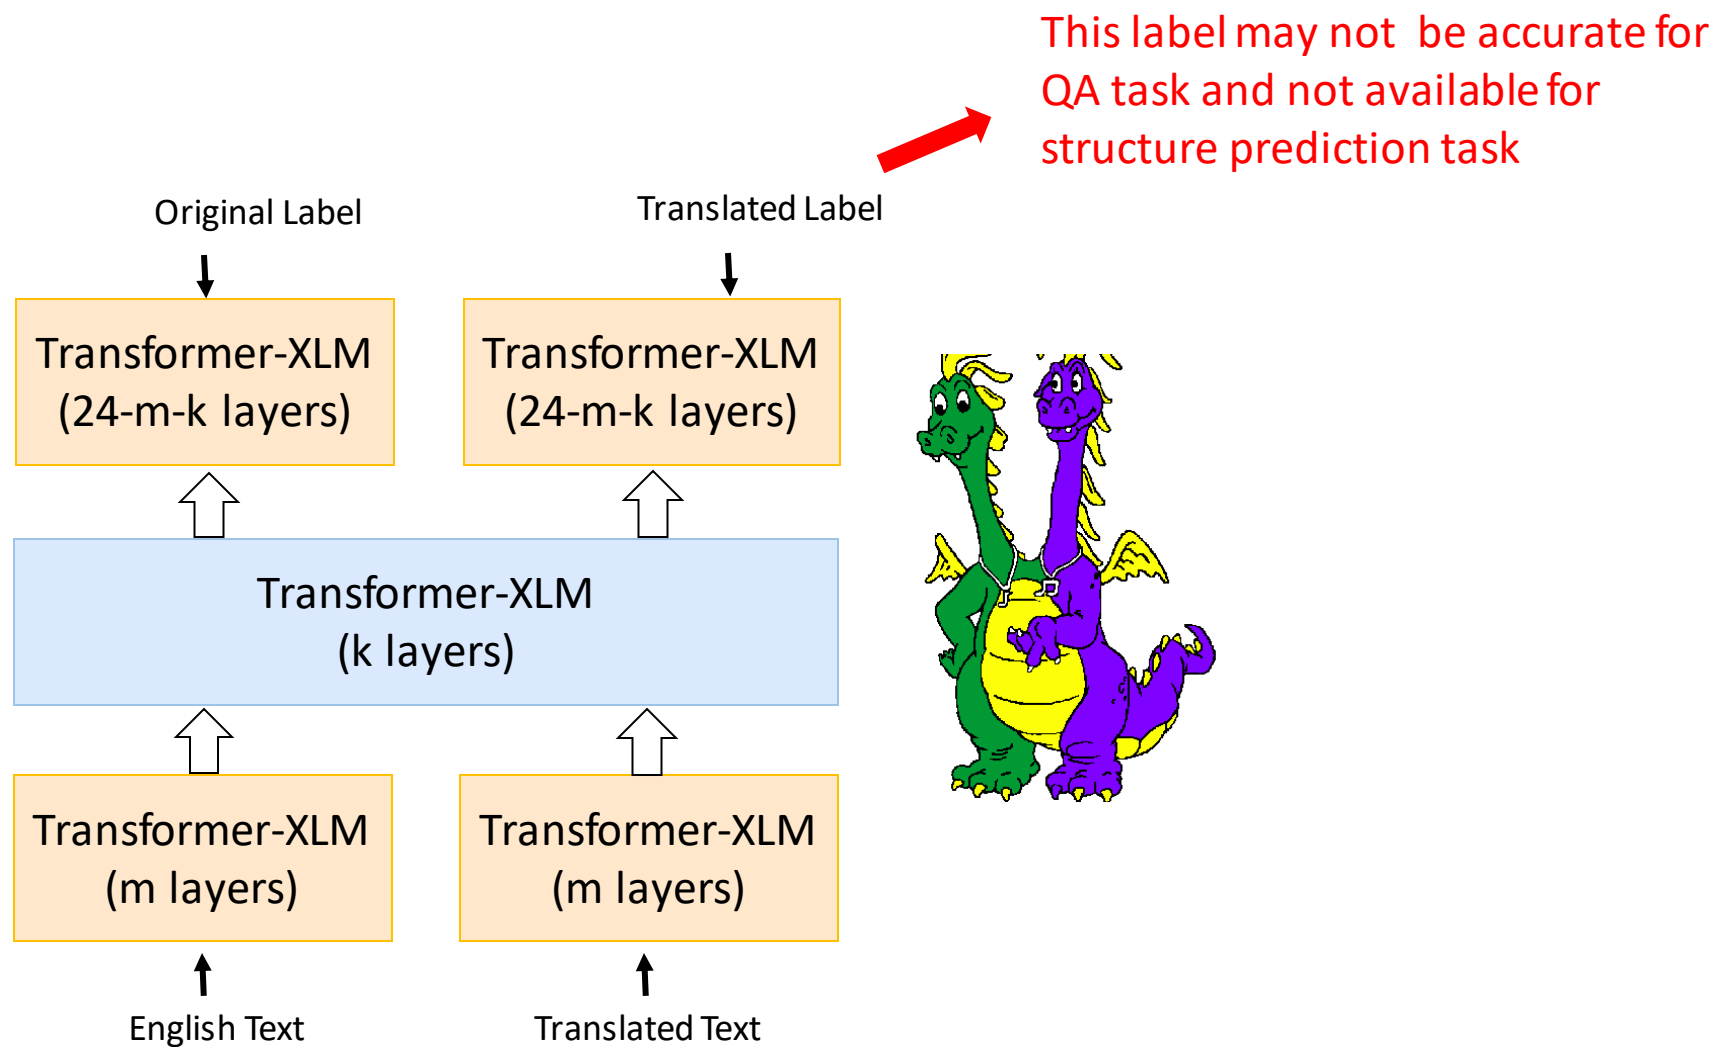 This label may not be accurate for
QA task and not available for
structure prediction task
Original Label
Translated Label
Transformer-XLM
(24-m-k layers)
Transformer-XLM
(24-m-k layers)
Transformer-XLM
(k layers)
Transformer-XLM
(m layers)
Transformer-XLM
(m layers)
English Text
Translated Text